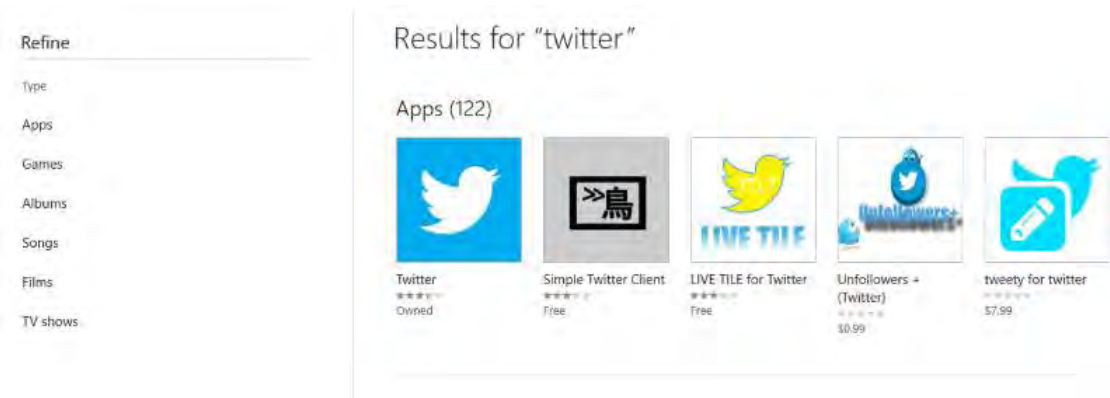 Refine
Type
Apps
Games
Albums
Songs
Films
TV shows
Results for “twitter”
Apps (122)
»鳥
LIVE TILE
Unfollowers+
Twitter
Owned
Simple Twitter Client
Free
LIVE TILE for Twitter
Free
Unfollowers +
(Twitter)
$0.99
tweety for twitter
$7.99